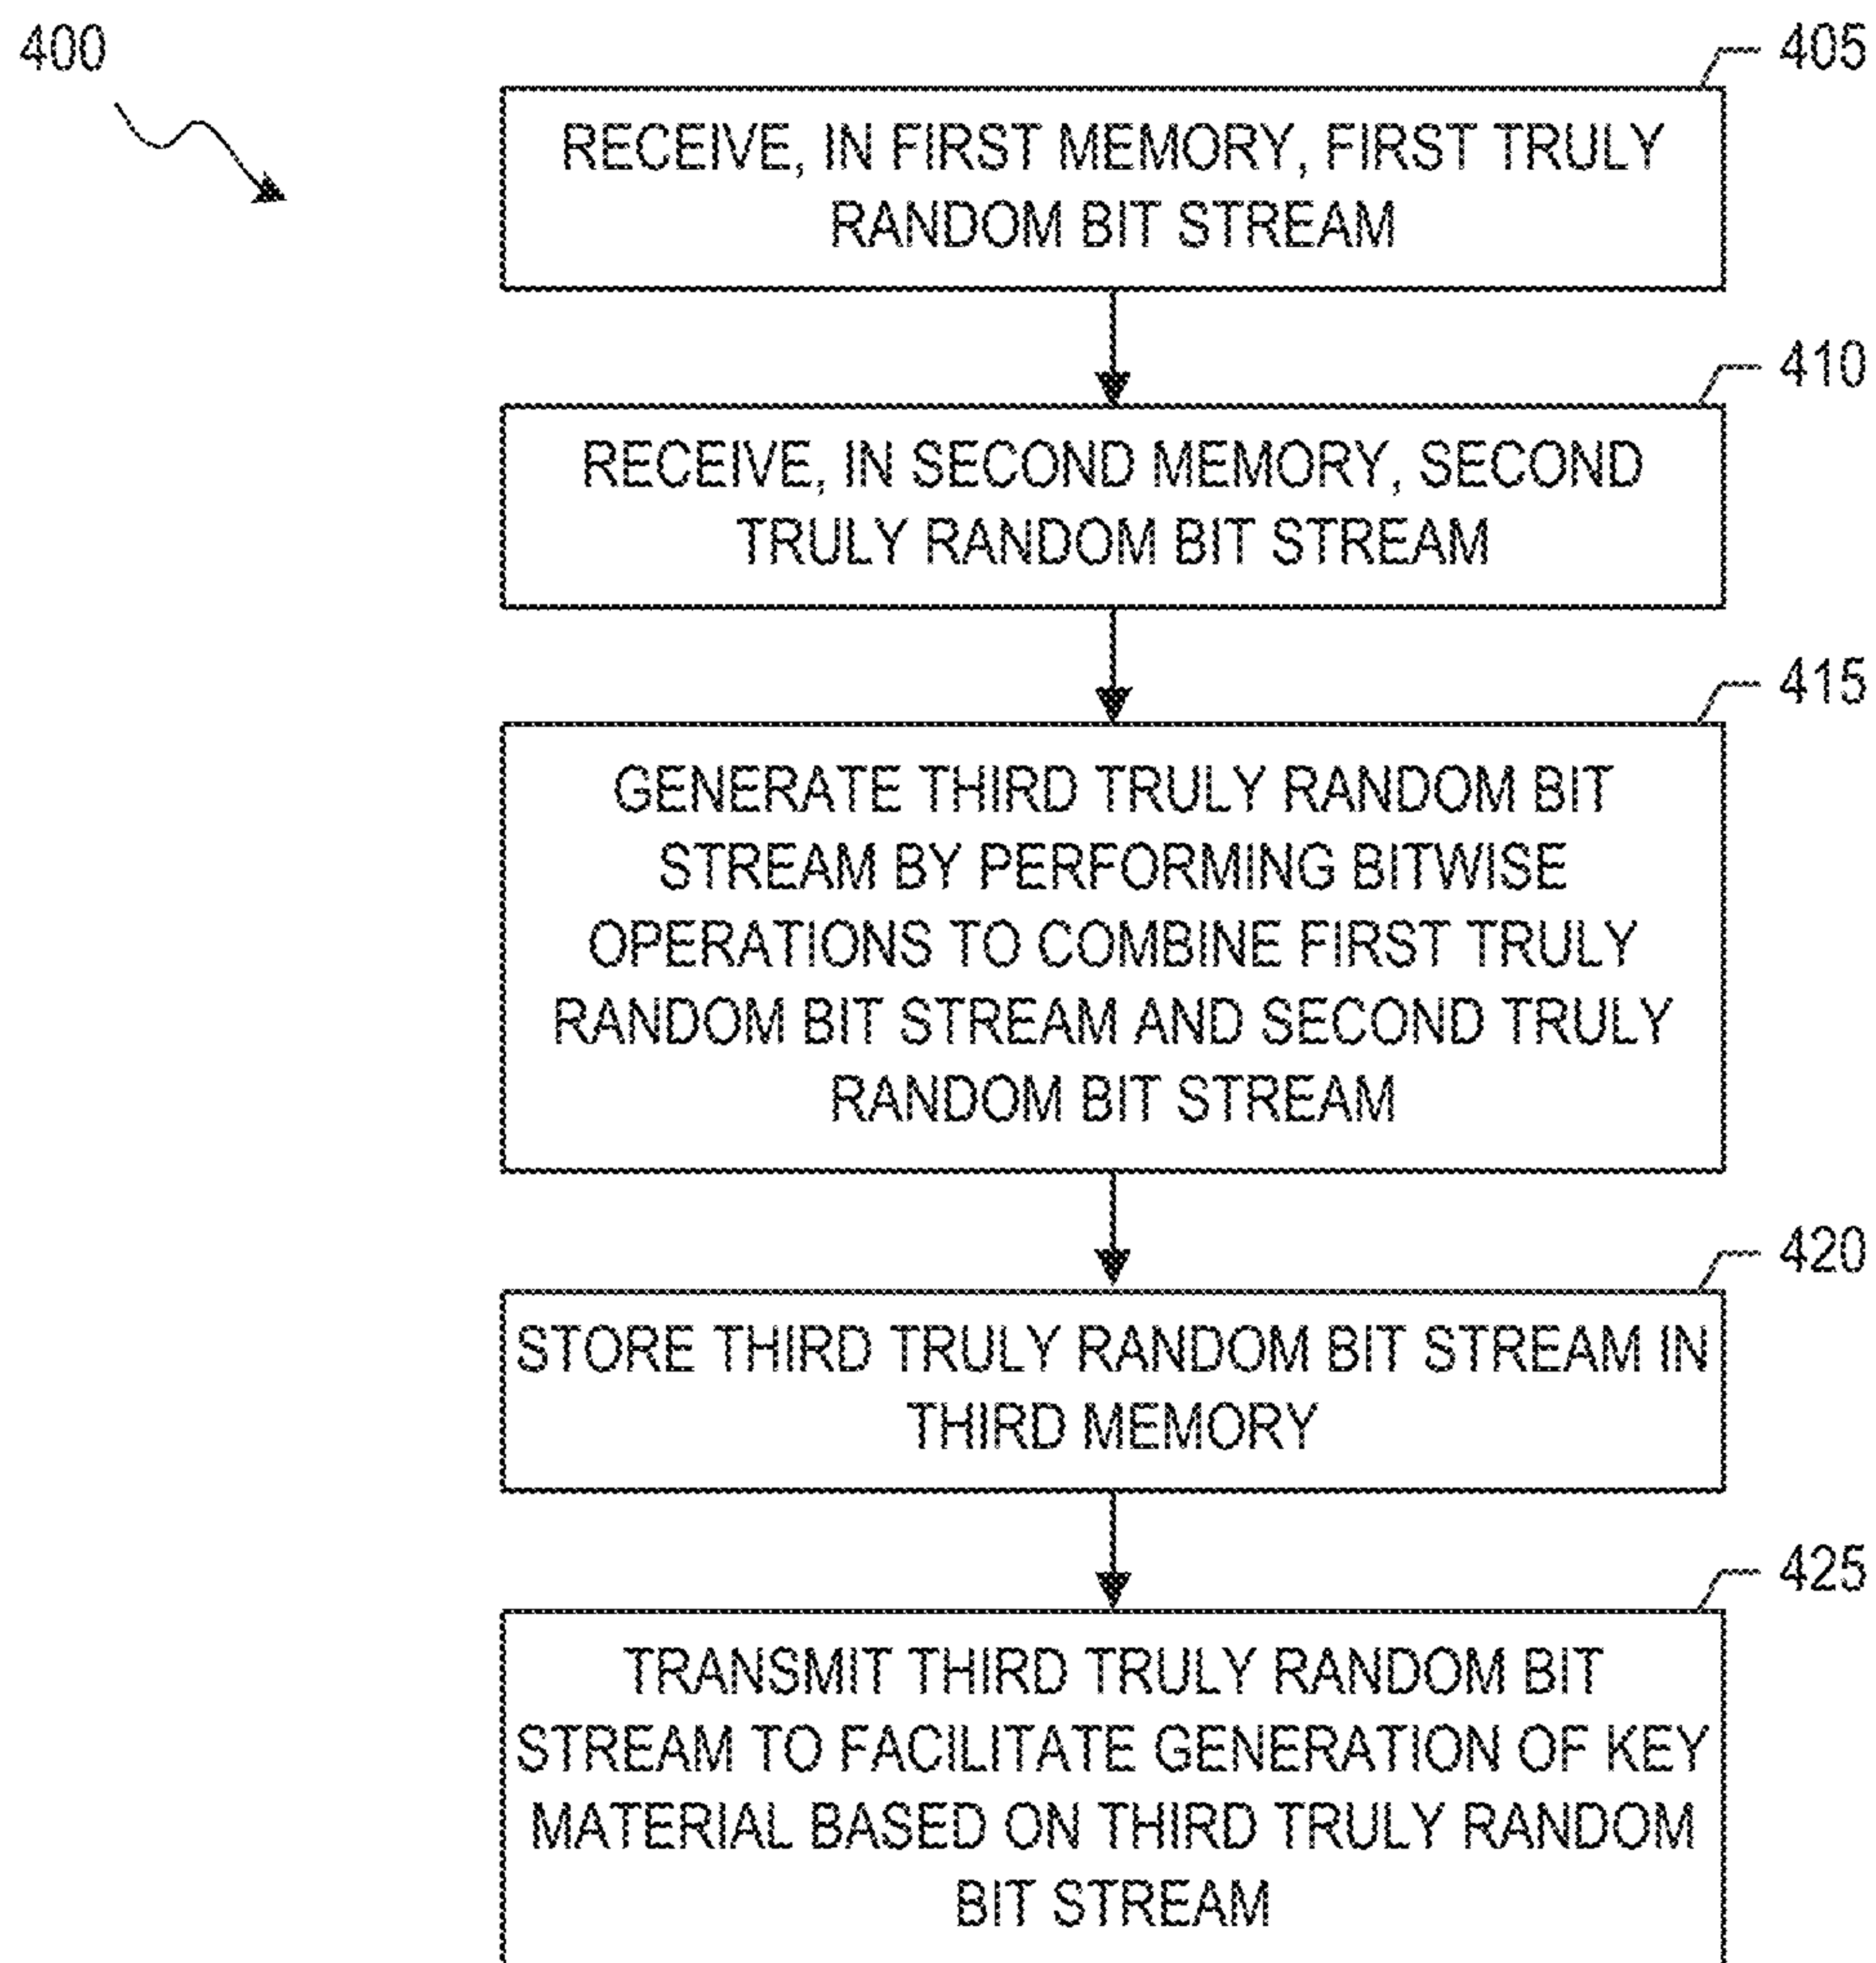 400
405
RECEIVE, IN FIRST MEMORY, FIRST TRULY
RANDOM BIT STREAM
410
RECEIVE, IN SECOND MEMORY, SECOND
TRULY RANDOM BIT STREAM
415
GENERATE THIRD TRULY RANDOM BIT
STREAM BY PERFORMING BITWISE
OPERATIONS TO COMBINE FIRST TRULY
RANDOM BIT STREAM AND SECOND TRULY
RANDOM BIT STREAM
420
STORE THIRD TRULY RANDOM BIT STREAM IN
THIRD MEMORY
425
TRANSMIT THIRD TRULY RANDOM BIT
STREAM TO FACILITATE GENERATION OF KEY
MATERIAL BASED ON THIRD TRULY RANDOM
BIT STREAM